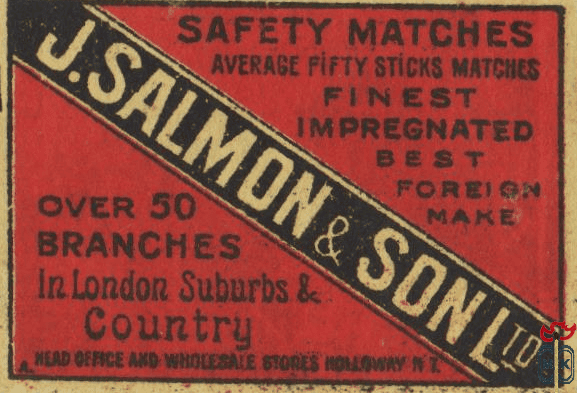 SAFETY MATCHES
AVERAGE FIFTY STICKS MATCHES
FINEST
IMPREGNATED
BEST
FOREIGN
MAKE
J. SALMON & SON LTD
OVER 50
BRANCHES
In London Suburbs &
Country
HEAD OFFICE AND WHOLESALE STORES HOLLOWAY